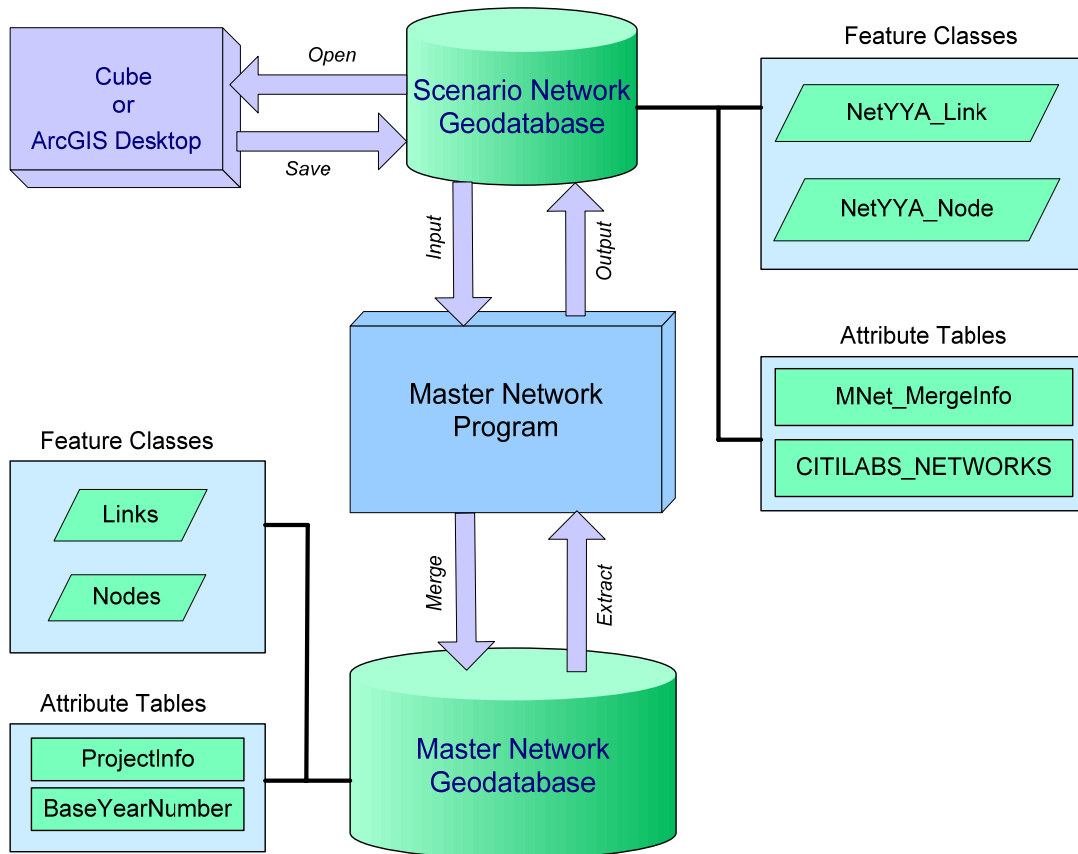 Cube
or
ArcGIS Desktop
Open
Save
Scenario Network
Geodatabase
Feature Classes
NetYYA_Link
NetYYA_Node
Input
Output
Attribute Tables
MNet_MergeInfo
CITILABS_NETWORKS
Master Network
Program
Feature Classes
Links
Nodes
Merge
Extract
Attribute Tables
ProjectInfo
BaseYearNumber
Master Network
Geodatabase